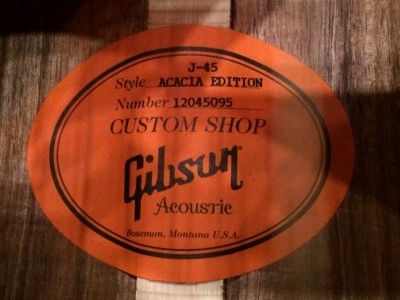 J-45
Style ACACIA EDITION
Number 12045095
CUSTOM SHOP
Gibson
Acoustic
Bozeman, Montana U.S.A.